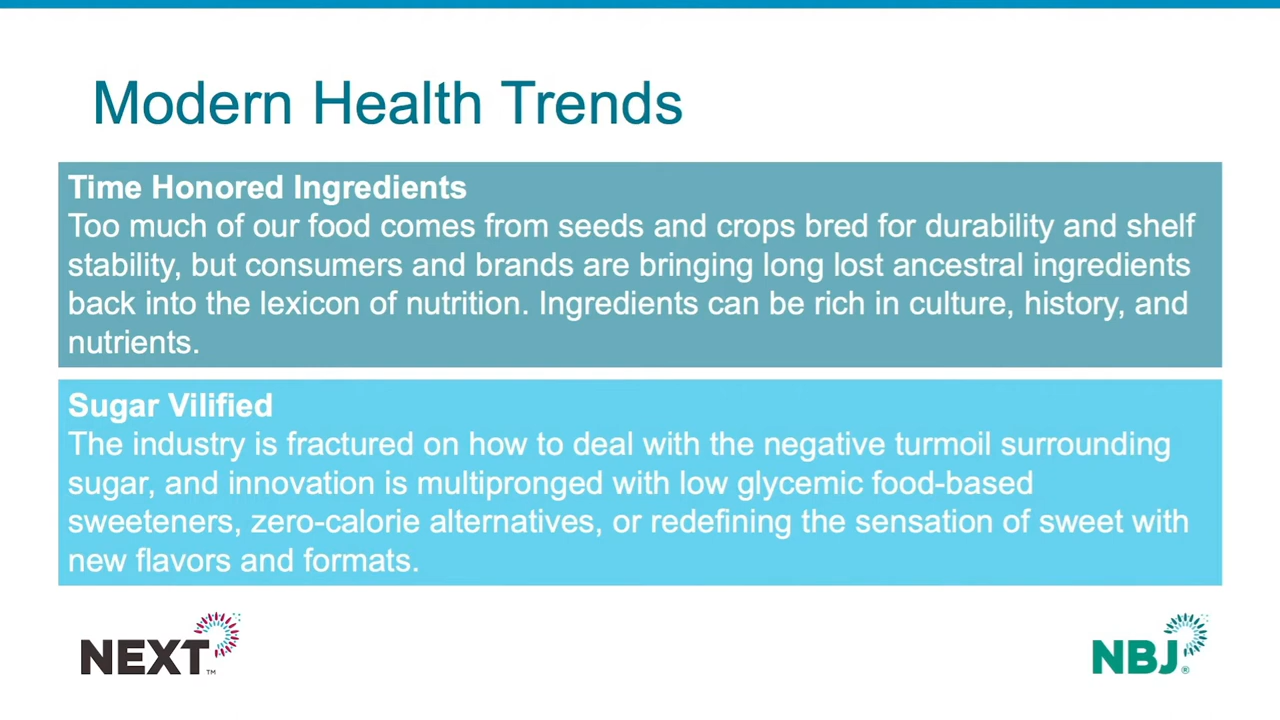 Modern Health Trends
Time Honored Ingredients
Too much of our food comes from seeds and crops bred for durability and shelf
stability, but consumers and brands are bringing long lost ancestral ingredients
back into the lexicon of nutrition. Ingredients can be rich in culture, history, and
nutrients.
Sugar Vilified
The industry is fractured on how to deal with the negative turmoil surrounding
sugar, and innovation is multipronged with low glycemic food-based
sweeteners, zero-calorie alternatives, or redefining the sensation of sweet with
new flavors and formats.
NEXT™
NBJ®